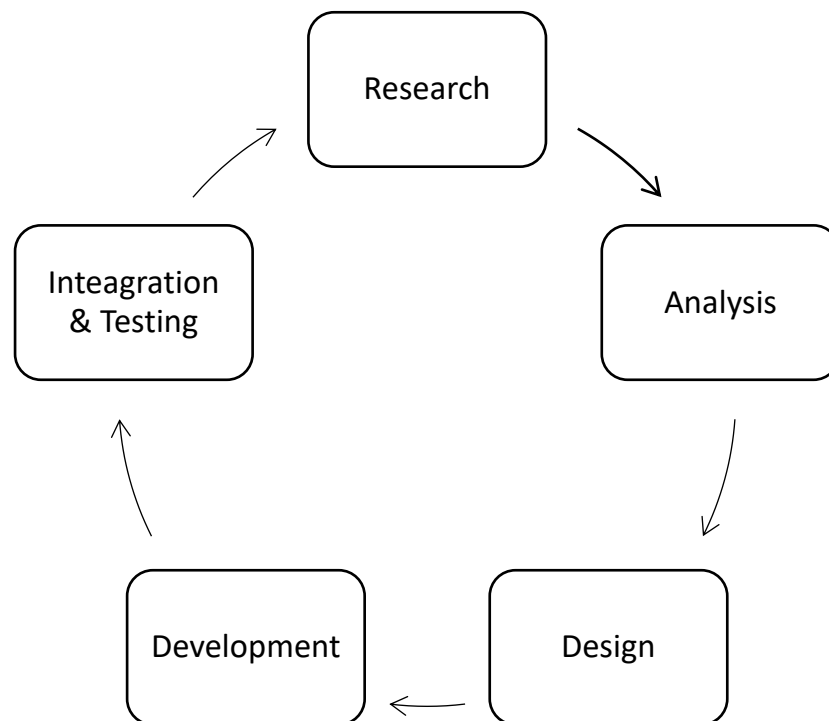 Research
Analysis
Design
Development
Inteagration
& Testing